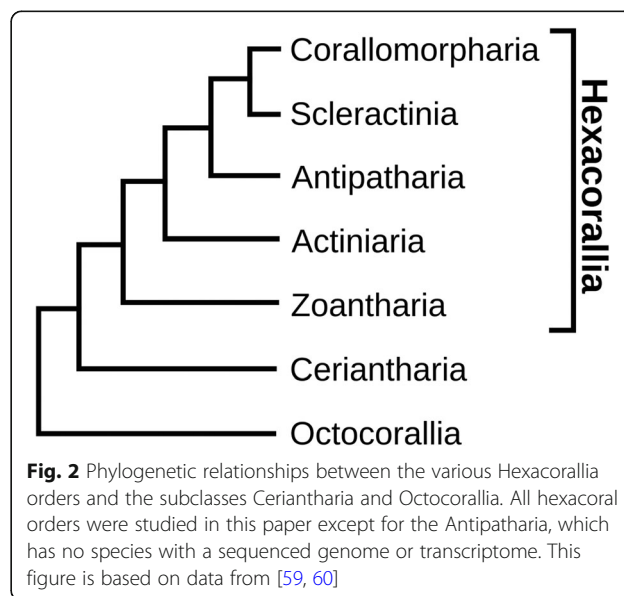 Corallomorpharia
Scleractinia
Antipatharia
Actiniaria
Zoantharia
Hexacorallia
Ceriantharia
Octocorallia
Fig. 2 Phylogenetic relationships between the various Hexacorallia
orders and the subclasses Ceriantharia and Octocorallia. All hexacoral
orders were studied in this paper except for the Antipatharia, which
has no species with a sequenced genome or transcriptome. This
figure is based on data from [59, 60]